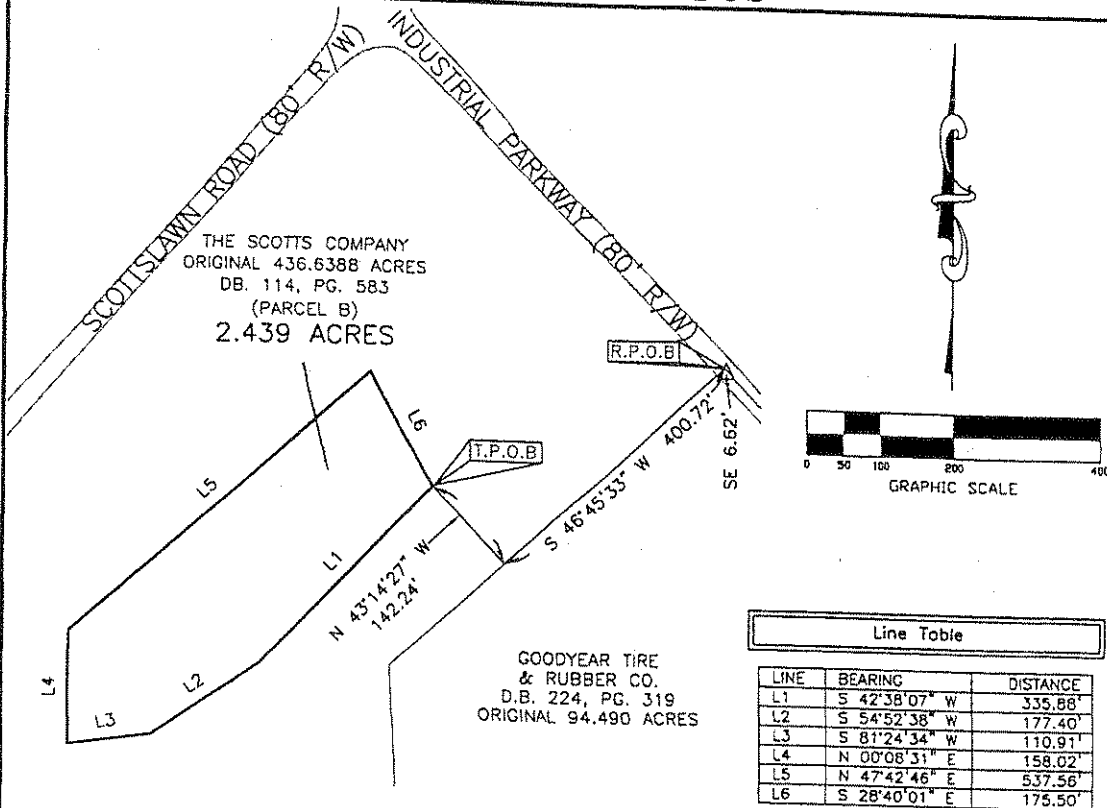 SCOTTSLAWN ROAD (80' R/W)
INDUSTRIAL PARKWAY (80' R/W)
THE SCOTTS COMPANY
ORIGINAL 436.6388 ACRES
DB. 114, PG. 583
(PARCEL B)
2.439 ACRES
R.P.O.B
T.P.O.B
SE 6.62'
S 46°45'33" W 400.72'
N 43°14'27" W
142.24'
L6
L5
L1
L2
L3
L4
0 50 100 200 400
GRAPHIC SCALE
GOODYEAR TIRE
& RUBBER CO.
D.B. 224, PG. 319
ORIGINAL 94.490 ACRES
Line Table
LINE BEARING DISTANCE
L1 S 42°38'07" W 335.88'
L2 S 54°52'38" W 177.40'
L3 S 81°24'34" W 110.91'
L4 N 00°08'31" E 158.02'
L5 N 47°42'46" E 537.56'
L6 S 28°40'01" E 175.50'